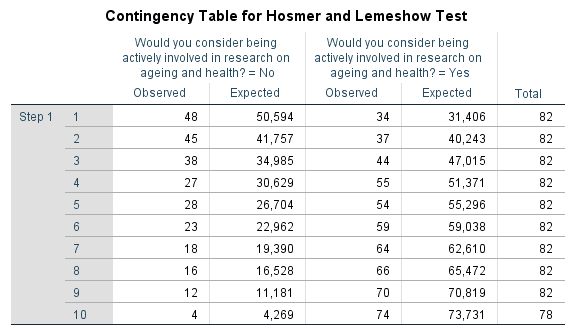 Contingency Table for Hosmer and Lemeshow Test
Would you consider being actively involved in research on ageing and health? = No Would you consider being actively involved in research on ageing and health? = Yes
Observed Expected Observed Expected Total
Step 1 1 48 50,594 34 31,406 82
2 45 41,757 37 40,243 82
3 38 34,985 44 47,015 82
4 27 30,629 55 51,371 82
5 28 26,704 54 55,296 82
6 23 22,962 59 59,038 82
7 18 19,390 64 62,610 82
8 16 16,528 66 65,472 82
9 12 11,181 70 70,819 82
10 4 4,269 74 73,731 78